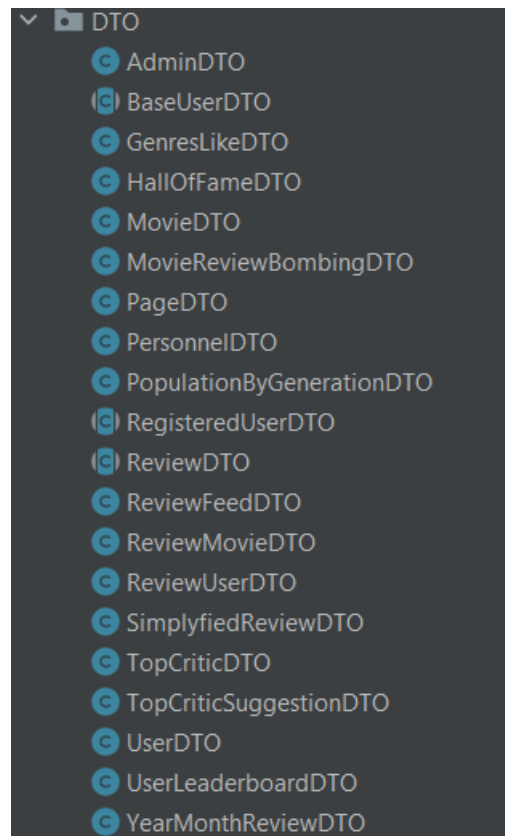 DTO
AdminDTO
BaseUserDTO
GenresLikeDTO
HallOfFameDTO
MovieDTO
MovieReviewBombingDTO
PageDTO
PersonnelDTO
PopulationByGenerationDTO
RegisteredUserDTO
ReviewDTO
ReviewFeedDTO
ReviewMovieDTO
ReviewUserDTO
SimplyfiedReviewDTO
TopCriticDTO
TopCriticSuggestionDTO
UserDTO
UserLeaderboardDTO
YearMonthReviewDTO